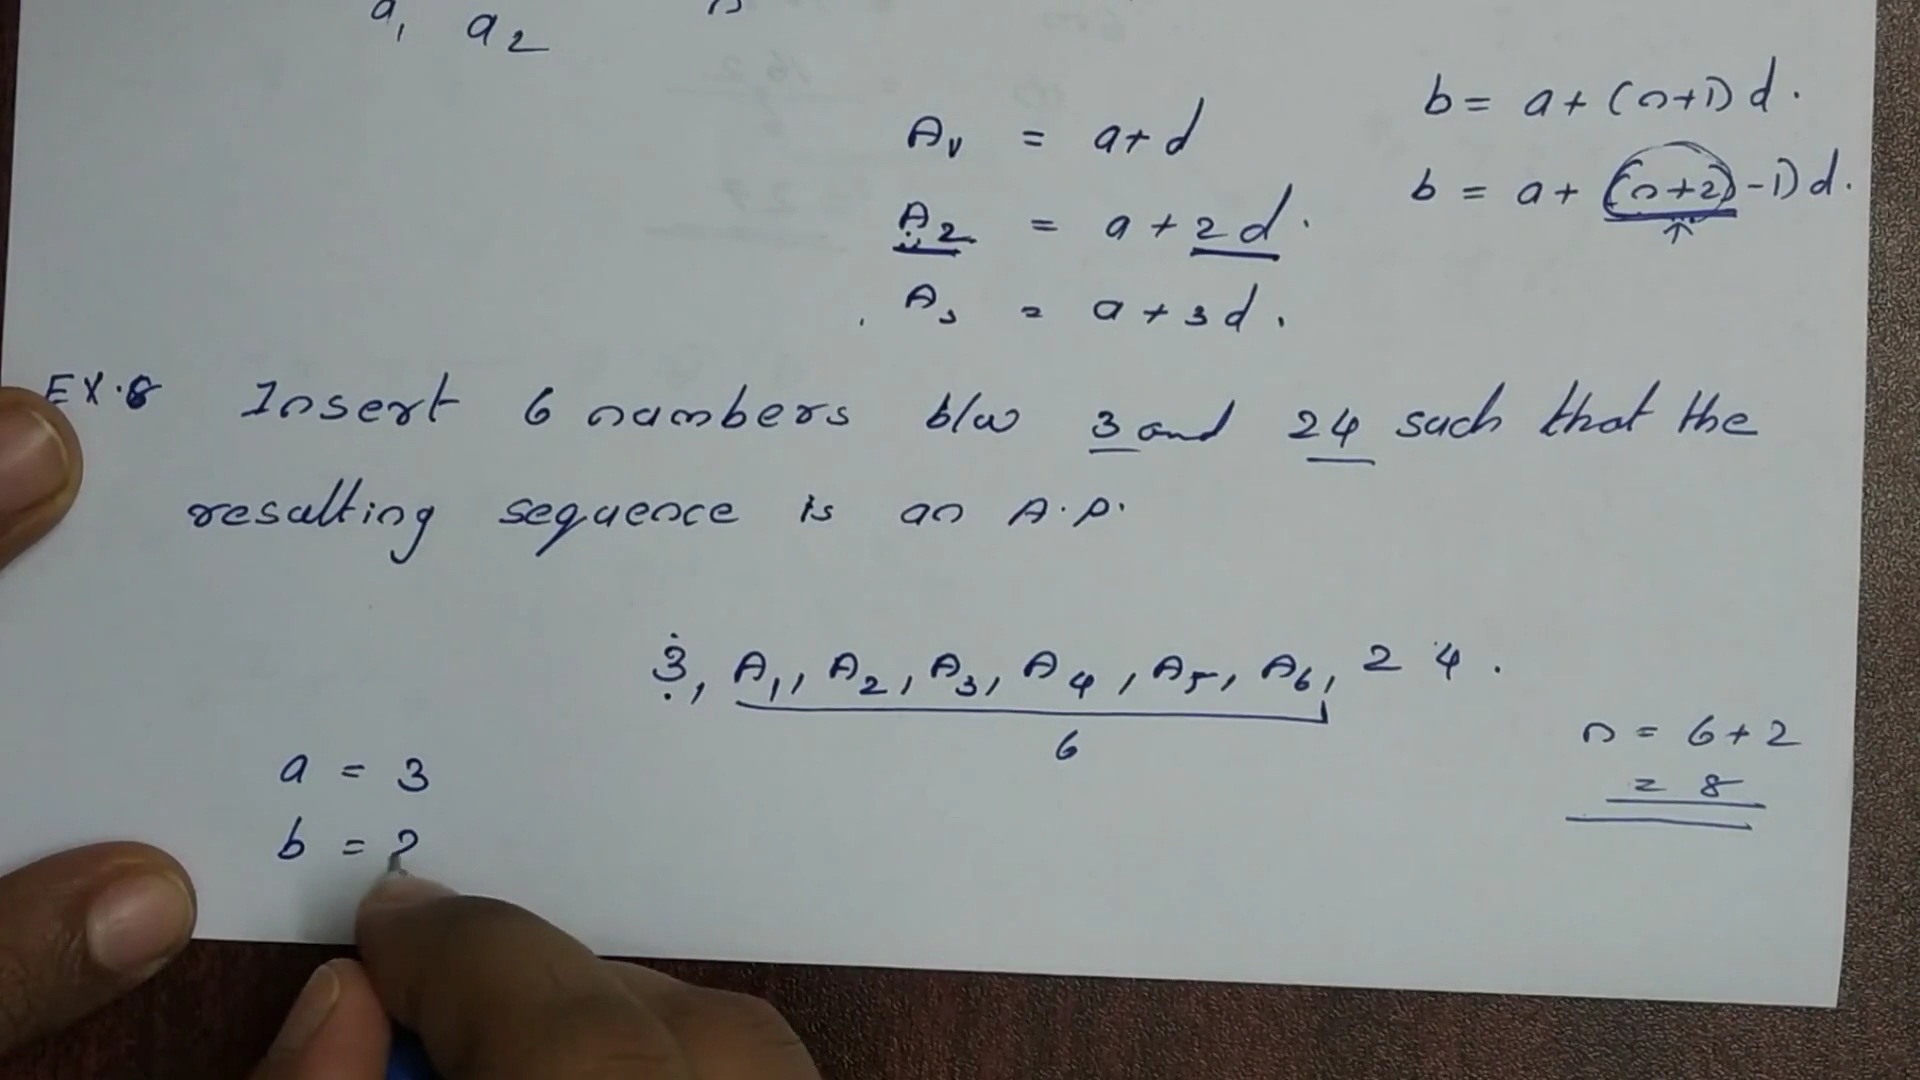 a₁ a₂ n
b = a + (n+1) d.
A₁ = a + d
b = a + (n+2) - 1) d.
A₂ = a + 2d.
A₃ = a + 3d.
EX.8 Insert 6 numbers b/w 3 and 24 such that the
resulting sequence is an A.P.
3, A₁, A₂, A₃, A₄, A₅, A₆, 24.
6
n = 6 + 2
= 8
a = 3
b = 2